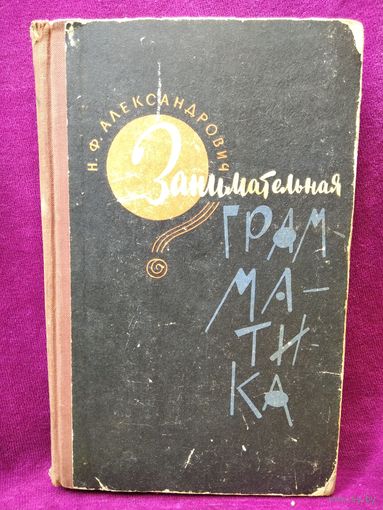 Н. Ф. АЛЕКСАНДРОВИЧ
Занимательная
ГРАМ-
МА-
ТИ-
КА